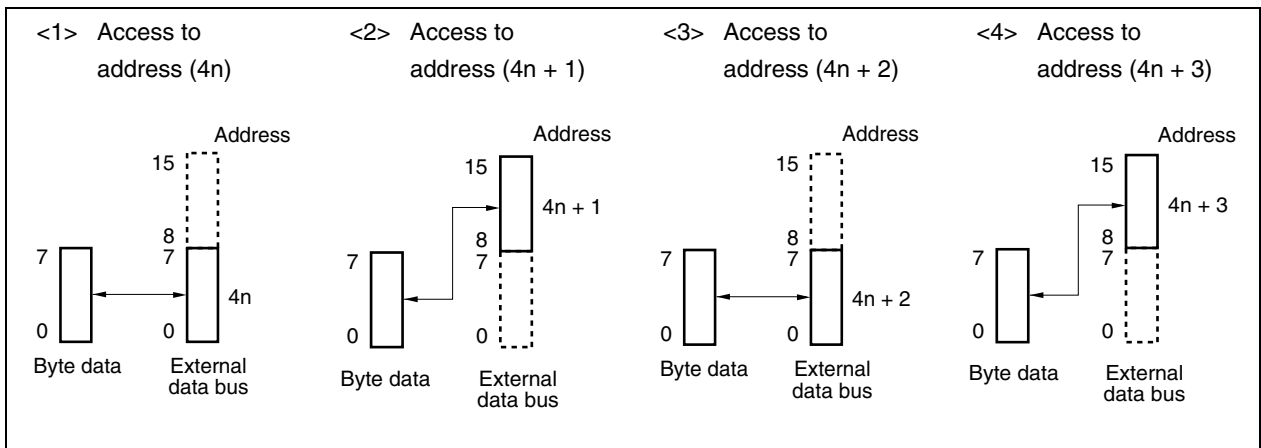 <1> Access to
address (4n)
Address
15
8
7
7
4n
0
0
Byte data
External
data bus
<2> Access to
address (4n + 1)
Address
15
4n + 1
8
7
7
0
0
Byte data
External
data bus
<3> Access to
address (4n + 2)
Address
15
8
7
7
4n + 2
0
0
Byte data
External
data bus
<4> Access to
address (4n + 3)
Address
15
4n + 3
8
7
7
0
0
Byte data
External
data bus